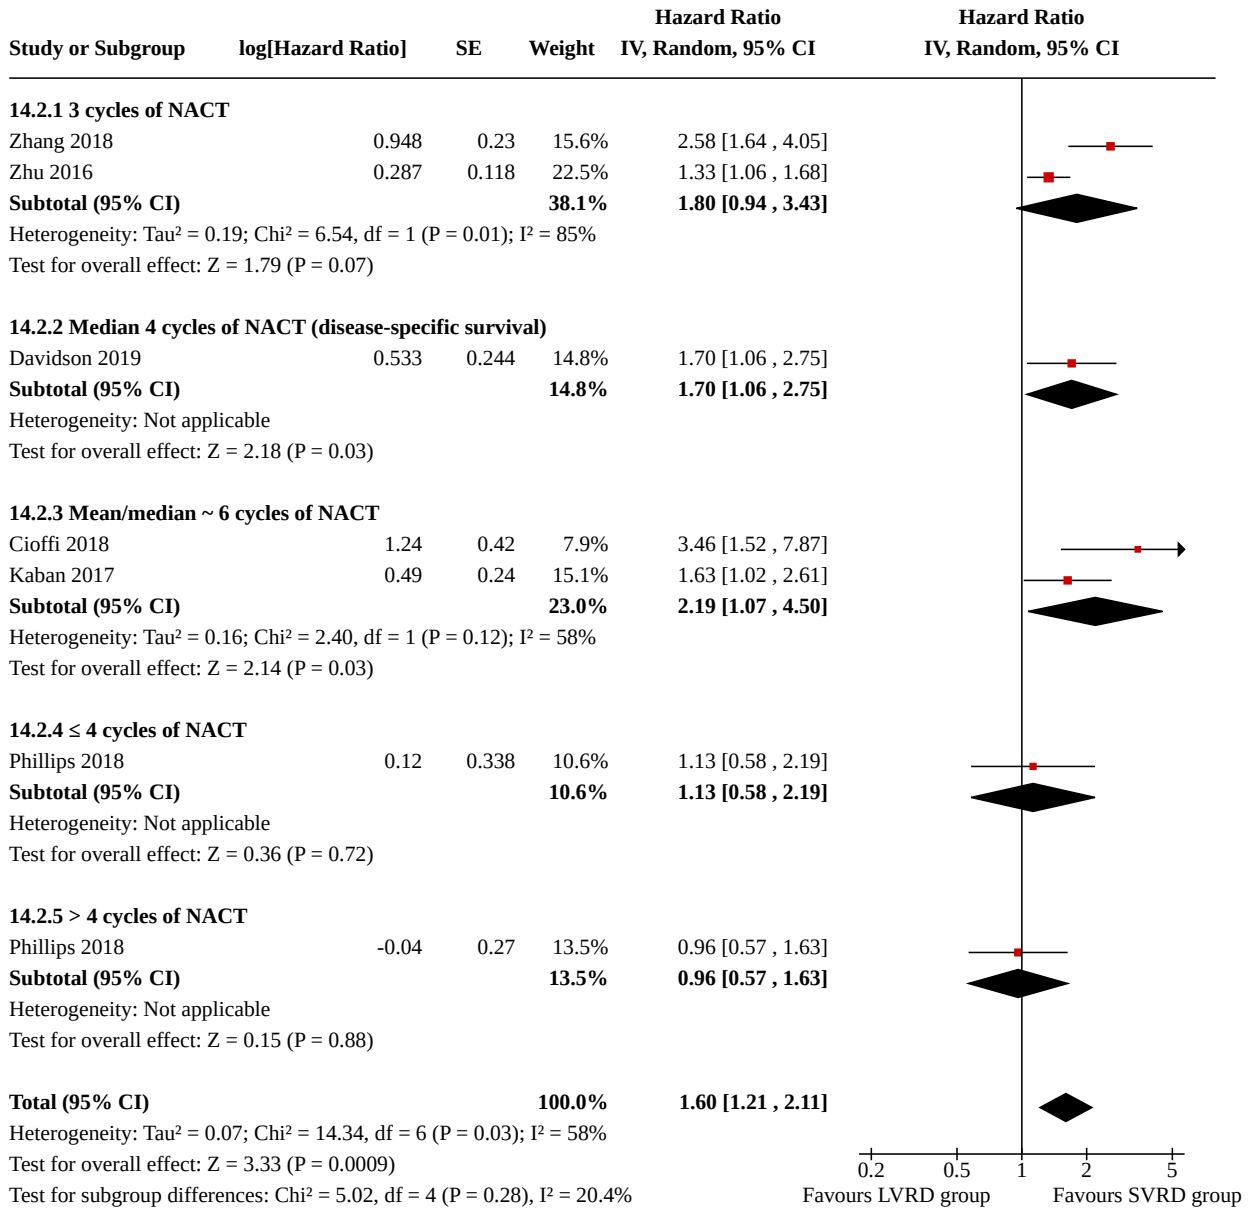 Hazard Ratio Hazard Ratio
Study or Subgroup log[Hazard Ratio] SE Weight IV, Random, 95% CI IV, Random, 95% CI
14.2.1 3 cycles of NACT
Zhang 2018 0.948 0.23 15.6% 2.58 [1.64 , 4.05]
Zhu 2016 0.287 0.118 22.5% 1.33 [1.06 , 1.68]
Subtotal (95% CI) 38.1% 1.80 [0.94 , 3.43]
Heterogeneity: Tau² = 0.19; Chi² = 6.54, df = 1 (P = 0.01); I² = 85%
Test for overall effect: Z = 1.79 (P = 0.07)
14.2.2 Median 4 cycles of NACT (disease-specific survival)
Davidson 2019 0.533 0.244 14.8% 1.70 [1.06 , 2.75]
Subtotal (95% CI) 14.8% 1.70 [1.06 , 2.75]
Heterogeneity: Not applicable
Test for overall effect: Z = 2.18 (P = 0.03)
14.2.3 Mean/median ~ 6 cycles of NACT
Cioffi 2018 1.24 0.42 7.9% 3.46 [1.52 , 7.87]
Kaban 2017 0.49 0.24 15.1% 1.63 [1.02 , 2.61]
Subtotal (95% CI) 23.0% 2.19 [1.07 , 4.50]
Heterogeneity: Tau² = 0.16; Chi² = 2.40, df = 1 (P = 0.12); I² = 58%
Test for overall effect: Z = 2.14 (P = 0.03)
14.2.4 ≤ 4 cycles of NACT
Phillips 2018 0.12 0.338 10.6% 1.13 [0.58 , 2.19]
Subtotal (95% CI) 10.6% 1.13 [0.58 , 2.19]
Heterogeneity: Not applicable
Test for overall effect: Z = 0.36 (P = 0.72)
14.2.5 > 4 cycles of NACT
Phillips 2018 -0.04 0.27 13.5% 0.96 [0.57 , 1.63]
Subtotal (95% CI) 13.5% 0.96 [0.57 , 1.63]
Heterogeneity: Not applicable
Test for overall effect: Z = 0.15 (P = 0.88)
Total (95% CI) 100.0% 1.60 [1.21 , 2.11]
Heterogeneity: Tau² = 0.07; Chi² = 14.34, df = 6 (P = 0.03); I² = 58%
Test for overall effect: Z = 3.33 (P = 0.0009) 0.2 0.5 1 2 5
Test for subgroup differences: Chi² = 5.02, df = 4 (P = 0.28), I² = 20.4% Favours LVRD group Favours SVRD group